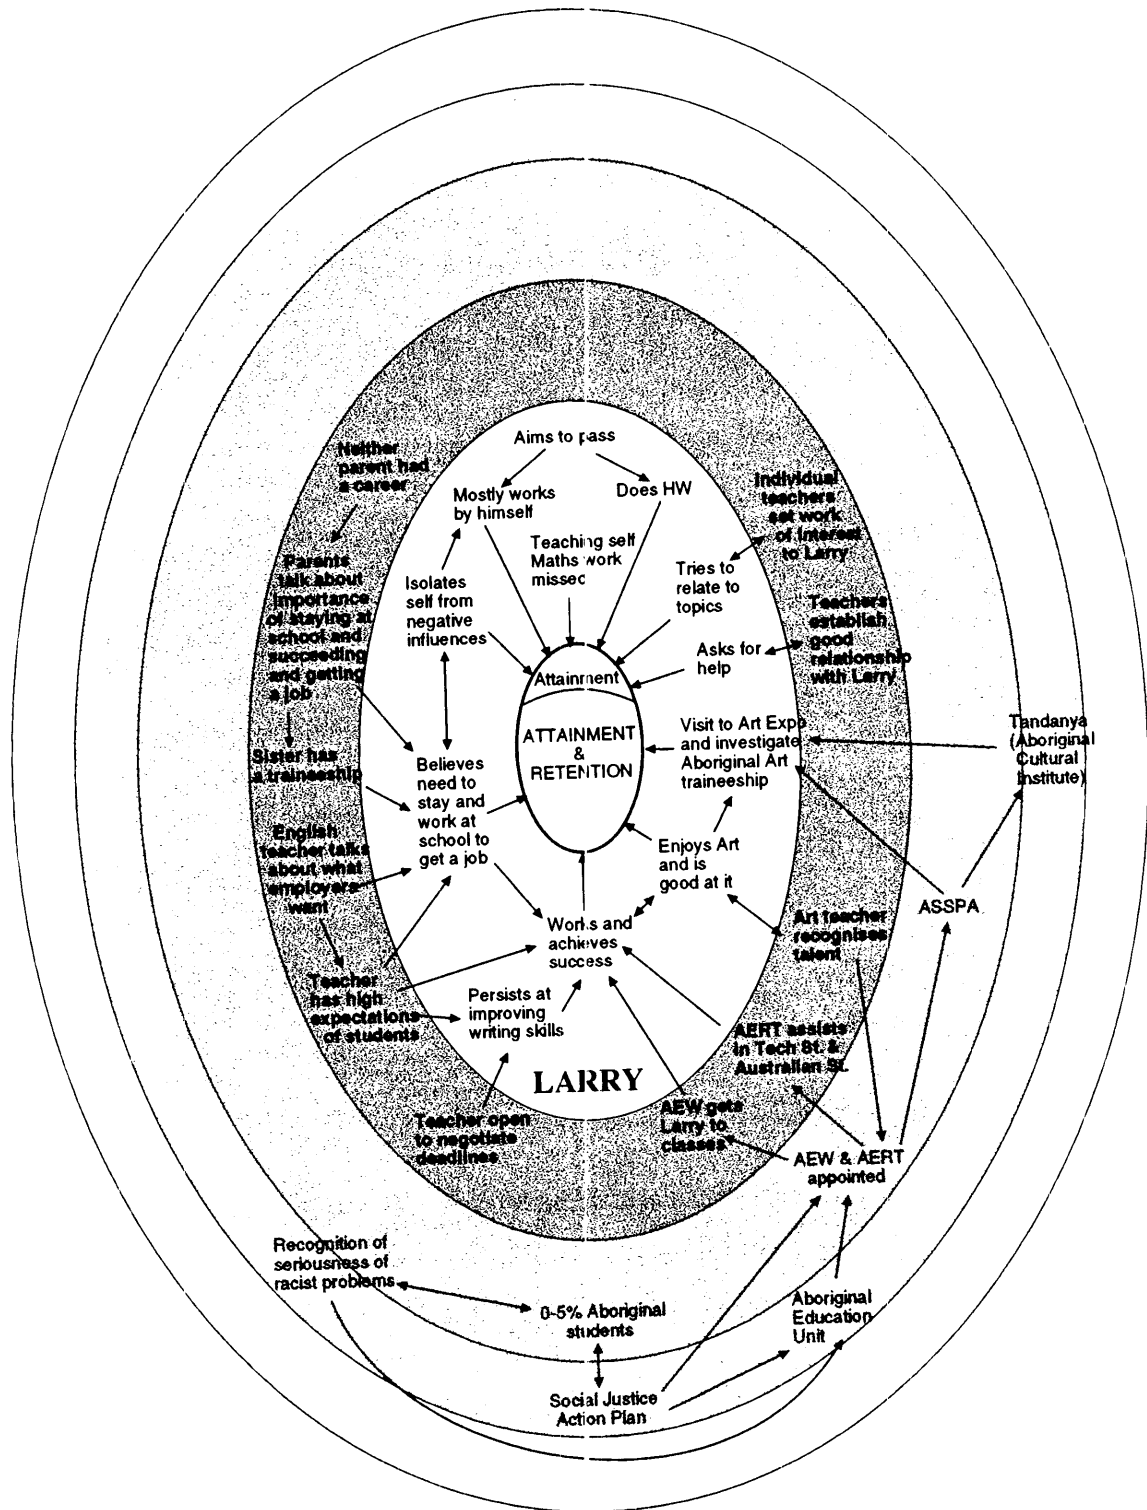 Aims to pass
Neither
parent had
a career
Mostly works
by himself
Does HW
Individual
teachers
set work
of interest
to Larry
Teaching self
Maths work
missed
Parents
talk about
importance
of staying at
school and
succeeding
and getting
a job
Isolates
self from
negative
influences
Tries to
relate to
topics
Teachers
establish
good
relationship
with Larry
Asks for
help
Attainment
ATTAINMENT
&
RETENTION
Visit to Art Expo
and investigate
Aboriginal Art
traineeship
Tandanya
(Aboriginal
Cultural
Institute)
Sister has
a traineeship
Believes
need to
stay and
work at
school to
get a job
English
teacher talks
about what
employers
want
Enjoys Art
and is
good at it
ASSPA
Art teacher
recognises
talent
Works and
achieves
success
Teacher
has high
expectations
of students
Persists at
improving
writing skills
AERT assists
in Tech St. &
Australian St.
LARRY
Teacher open
to negotiate
deadlines
AEW gets
Larry to
classes
AEW & AERT
appointed
Recognition of
seriousness of
racist problems
0-5% Aboriginal
students
Aboriginal
Education
Unit
Social Justice
Action Plan